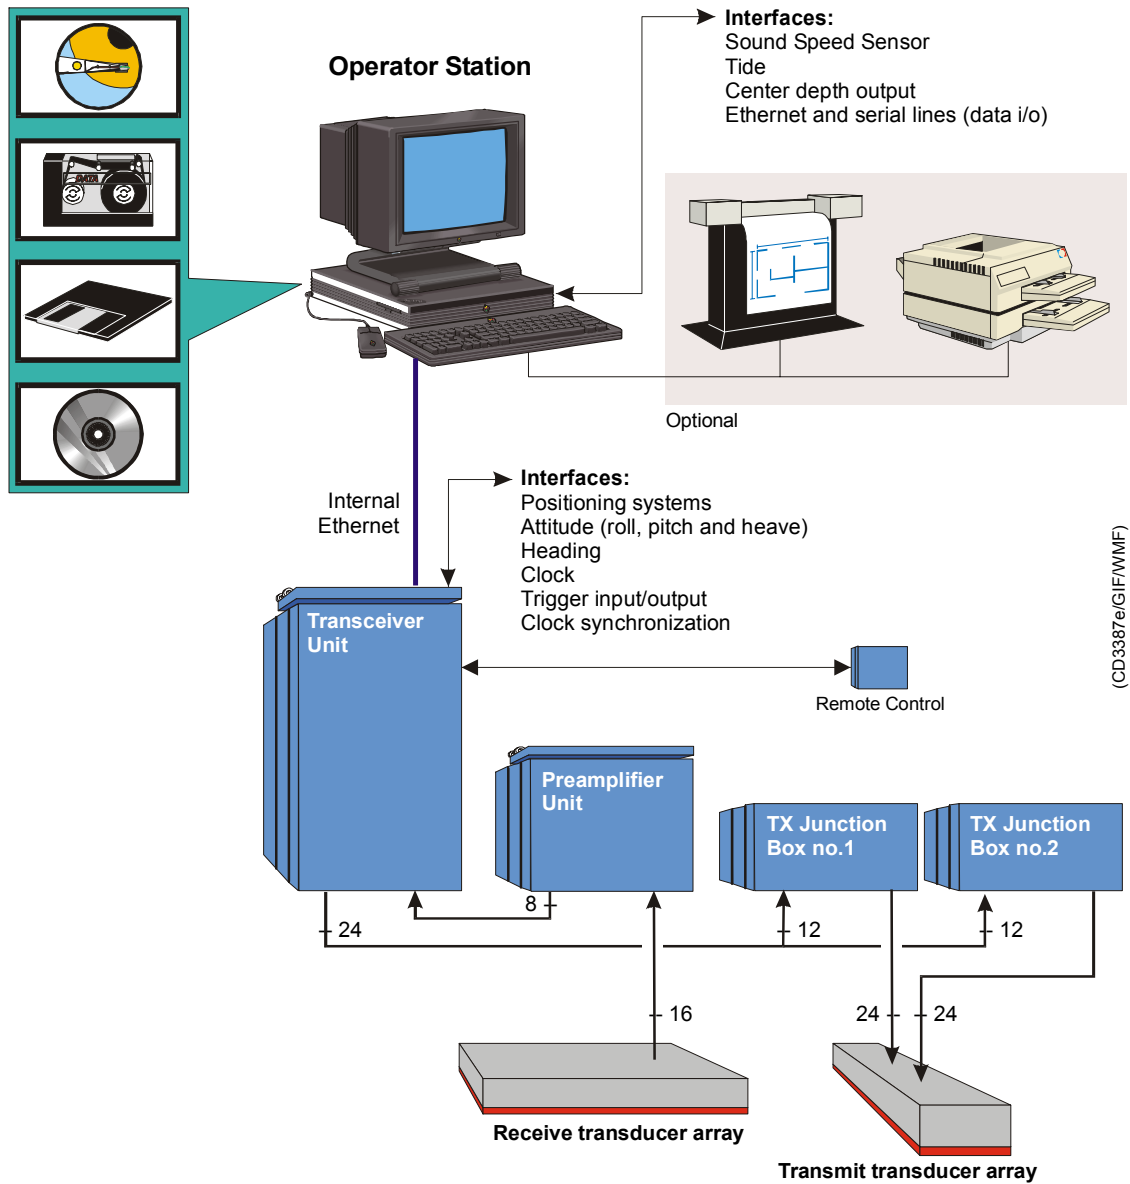 Interfaces:
Sound Speed Sensor
Tide
Center depth output
Ethernet and serial lines (data i/o)
Operator Station
DATA
Optional
Internal
Ethernet
Interfaces:
Positioning systems
Attitude (roll, pitch and heave)
Heading
Clock
Trigger input/output
Clock synchronization
(CD3387e/GIF/WMF)
Transceiver
Unit
Remote Control
Preamplifier
Unit
TX Junction
Box no.1
TX Junction
Box no.2
8
24
12
12
16
24
24
Receive transducer array
Transmit transducer array